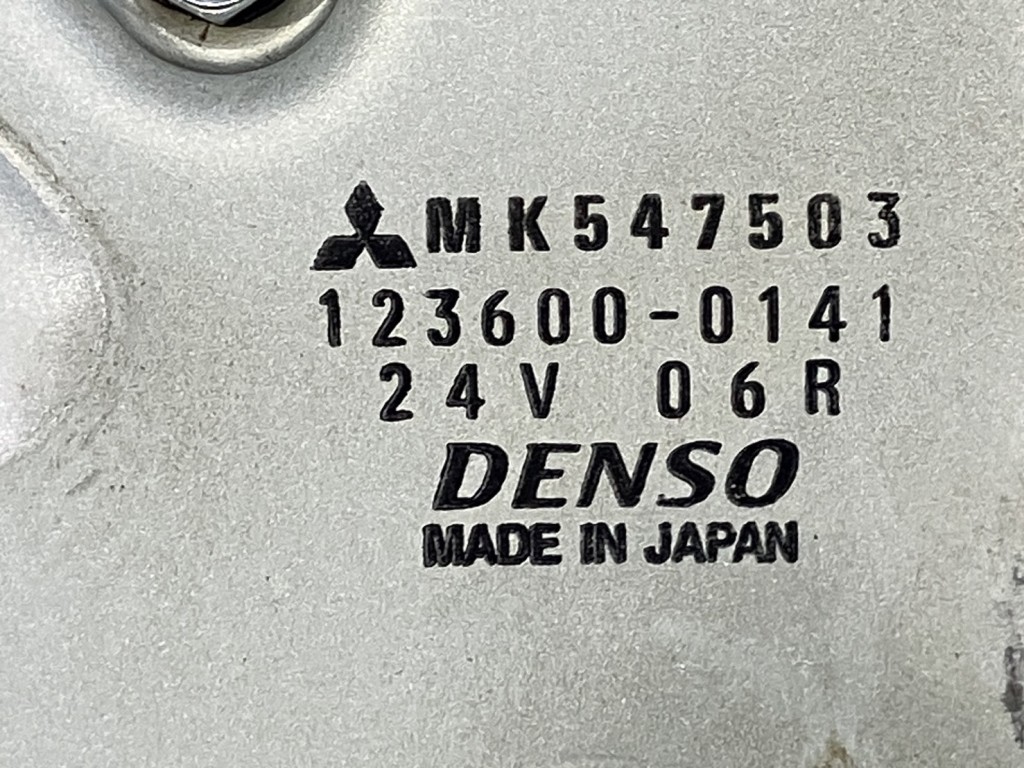 MK547503
123600-0141
24V 06R
DENSO
MADE IN JAPAN